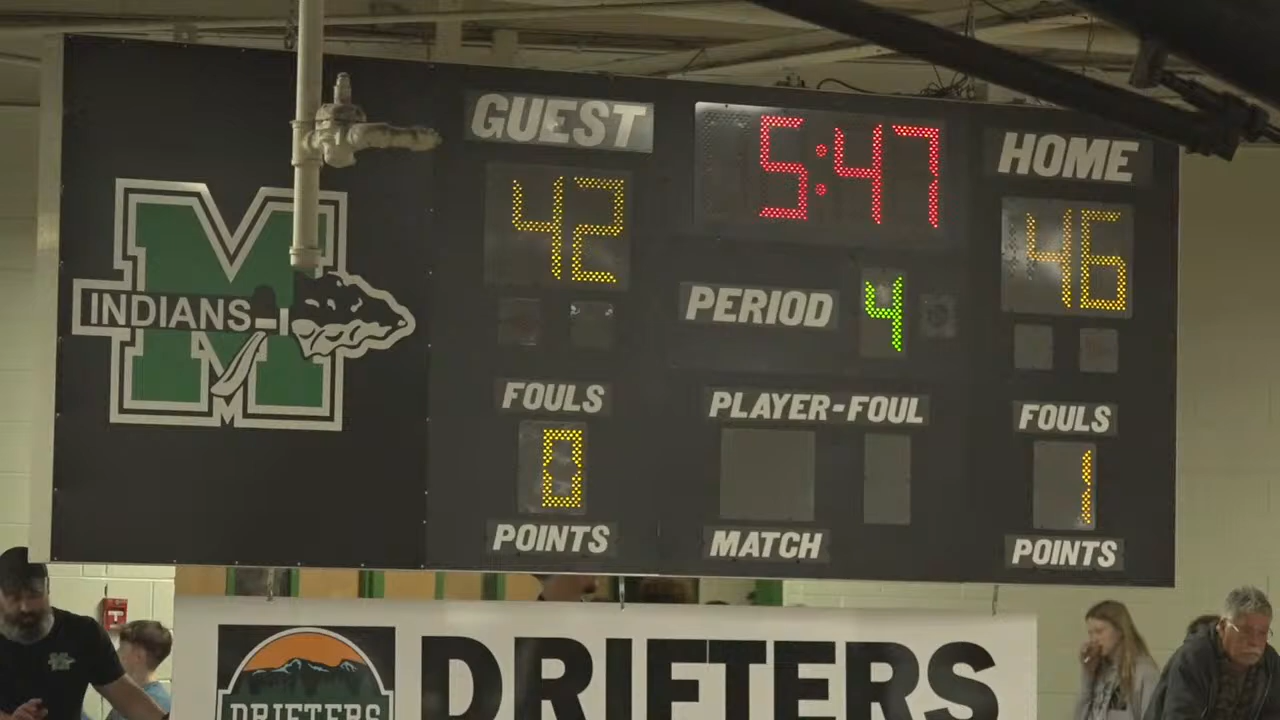 GUEST
5:47
HOME
42
46
PERIOD
4
INDIANS
M
FOULS
PLAYER-FOUL
FOULS
0
1
POINTS
MATCH
POINTS
DRIFTERS
DRIFTERS